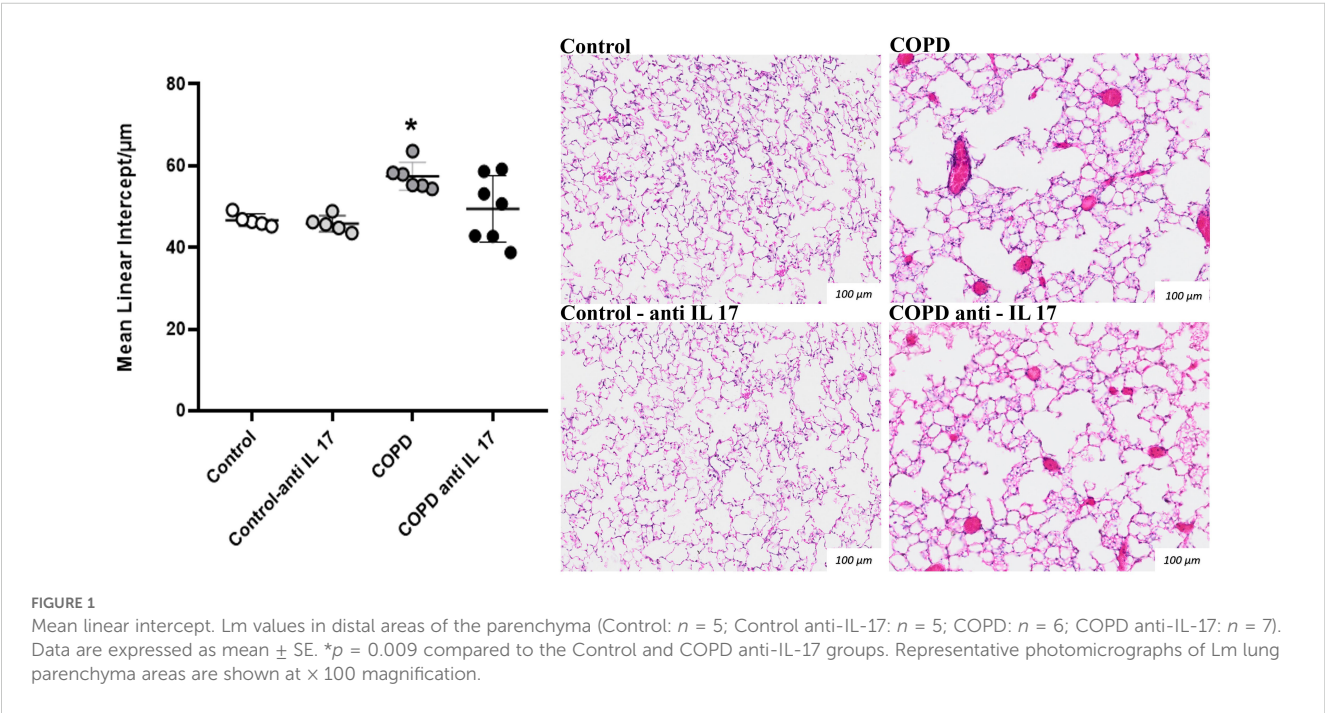 80
60
40
20
0
Mean Linear Intercept/µm
*
Control
Control-anti IL 17
COPD
COPD anti IL 17
Control
COPD
100 µm
100 µm
Control - anti IL 17
COPD anti - IL 17
100 µm
100 µm
FIGURE 1
Mean linear intercept. Lm values in distal areas of the parenchyma (Control: n = 5; Control anti-IL-17: n = 5; COPD: n = 6; COPD anti-IL-17: n = 7).
Data are expressed as mean ± SE. *p = 0.009 compared to the Control and COPD anti-IL-17 groups. Representative photomicrographs of Lm lung
parenchyma areas are shown at × 100 magnification.